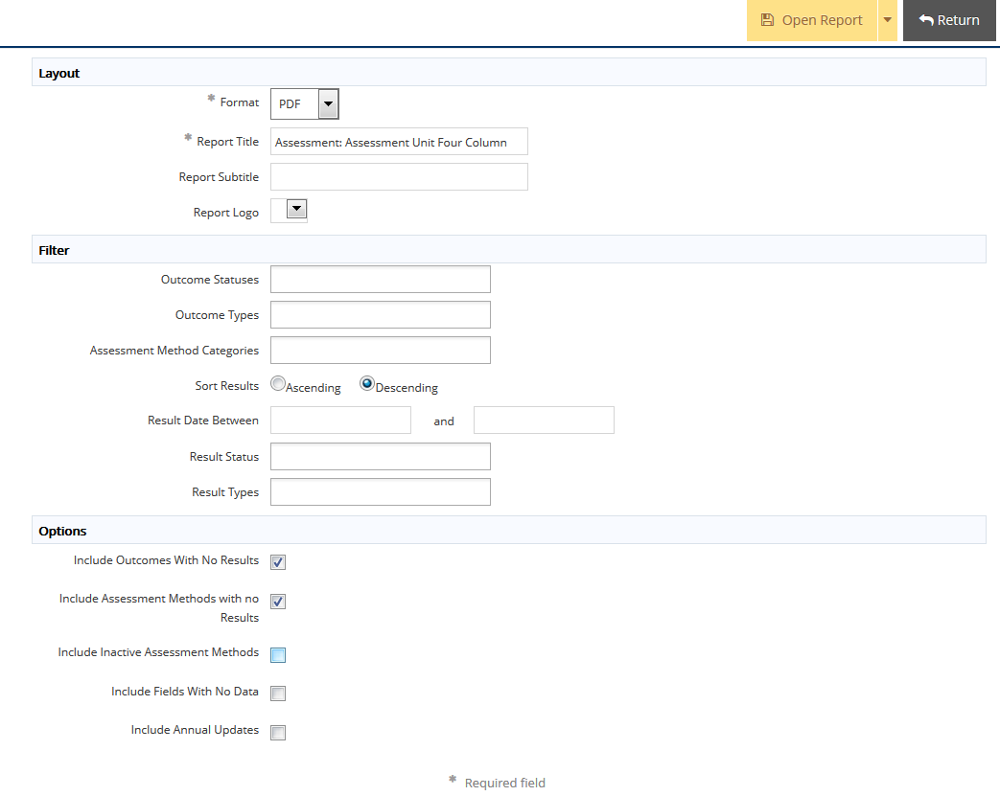 Open Report
Return
Layout
* Format PDF
* Report Title Assessment: Assessment Unit Four Column
Report Subtitle
Report Logo
Filter
Outcome Statuses
Outcome Types
Assessment Method Categories
Sort Results Ascending Descending
Result Date Between and
Result Status
Result Types
Options
Include Outcomes With No Results
Include Assessment Methods with no
Results
Include Inactive Assessment Methods
Include Fields With No Data
Include Annual Updates
* Required field